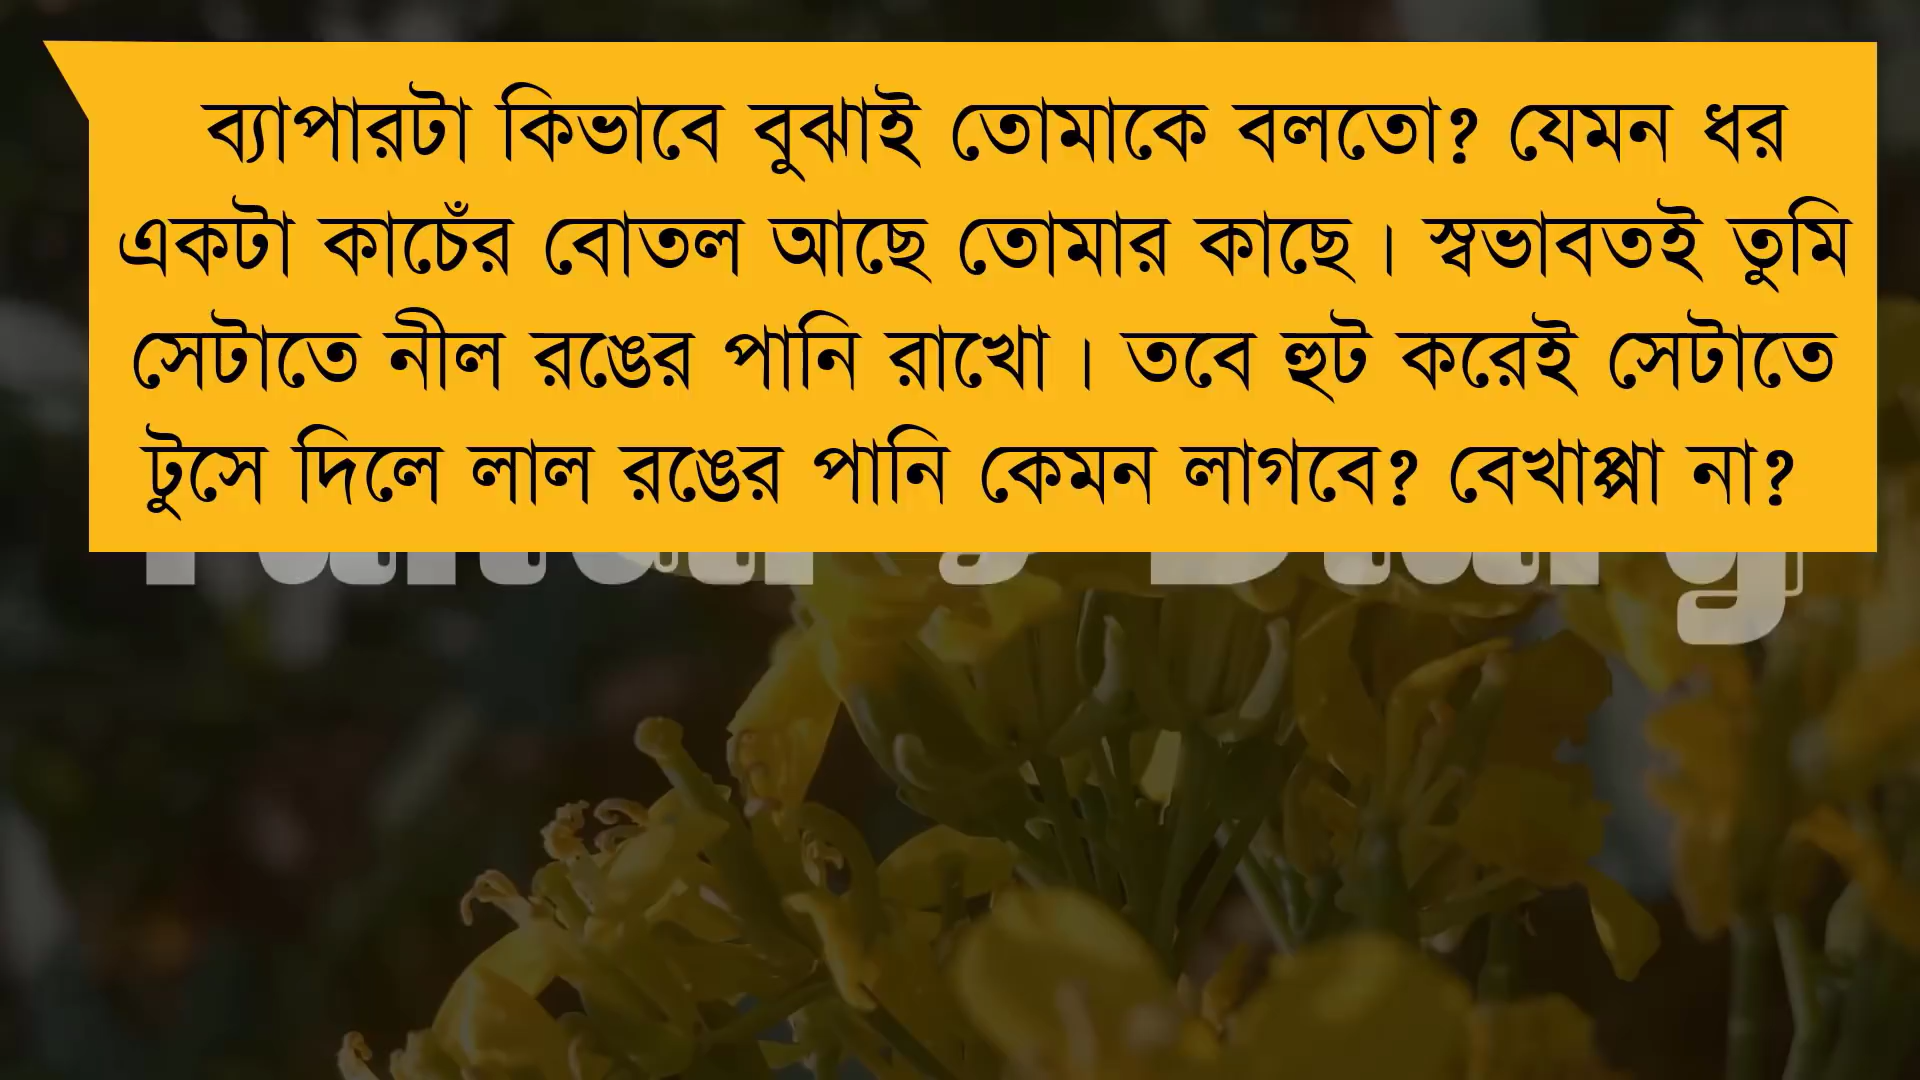 ব্যাপারটা কিভাবে বুঝাই তোমাকে বলতো? যেমন ধর
একটা কাচেঁর বোতল আছে তোমার কাছে। স্বভাবতই তুমি
সেটাতে নীল রঙের পানি রাখো। তবে হুট করেই সেটাতে
টুসে দিলে লাল রঙের পানি কেমন লাগবে? বেখাপ্পা না?